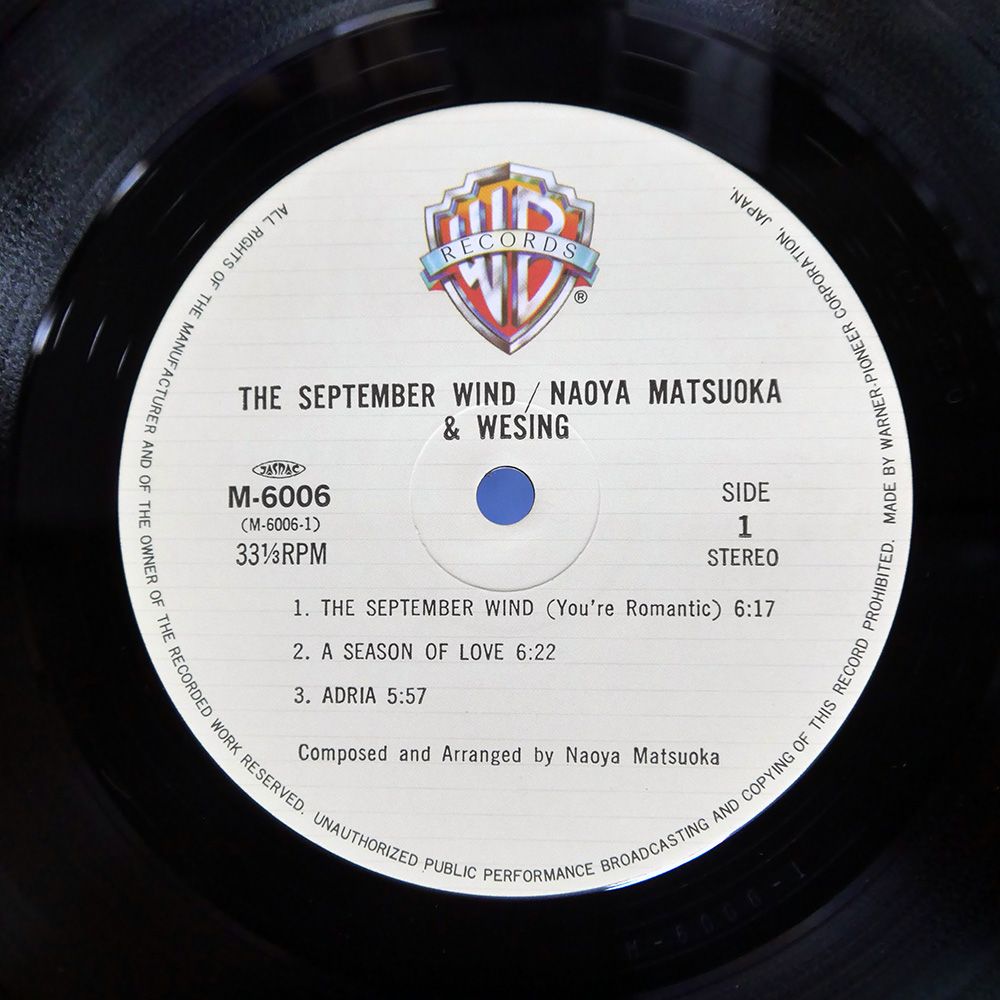 WB
RECORDS
®
THE SEPTEMBER WIND / NAOYA MATSUOKA
& WESING
JASRAC
M-6006
(M-6006-1)
33⅓RPM
SIDE
1
STEREO
1. THE SEPTEMBER WIND (You're Romantic) 6:17
2. A SEASON OF LOVE 6:22
3. ADRIA 5:57
Composed and Arranged by Naoya Matsuoka
ALL RIGHTS OF THE MANUFACTURER AND OF THE OWNER OF THE RECORDED WORK RESERVED. UNAUTHORIZED PUBLIC PERFORMANCE BROADCASTING AND COPYING OF THIS RECORD PROHIBITED. MADE BY WARNER-PIONEER CORPORATION, JAPAN.
M-6006-1